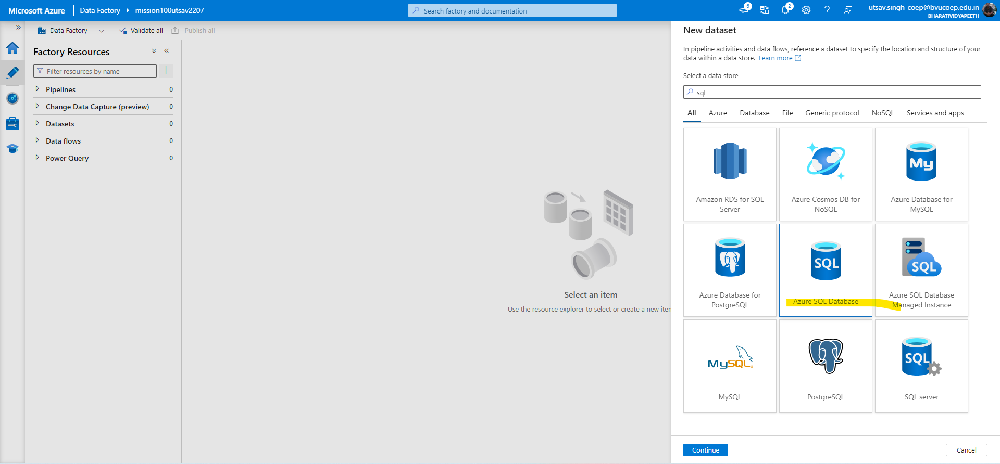 Microsoft Azure
Data Factory
mission100utsav2207
Search factory and documentation
6
2
utsav.singh-coep@bvucoep.edu.in
BHARATIVIDYAPEETH
Data Factory
Validate all
Publish all
Factory Resources
Filter resources by name
Pipelines 0
Change Data Capture (preview) 0
Datasets 0
Data flows 0
Power Query 0
Select an item
Use the resource explorer to select or create a new iter
New dataset
In pipeline activities and data flows, reference a dataset to specify the location and structure of your
data within a data store. Learn more
Select a data store
sql
All Azure Database File Generic protocol NoSQL Services and apps
Amazon RDS for SQL
Server
Azure Cosmos DB for
NoSQL
My
Azure Database for
MySQL
Azure Database for
PostgreSQL
SQL
Azure SQL Database
SQL
Azure SQL Database
Managed Instance
MySQL
MySQL
PostgreSQL
SQL
SQL server
Continue
Cancel